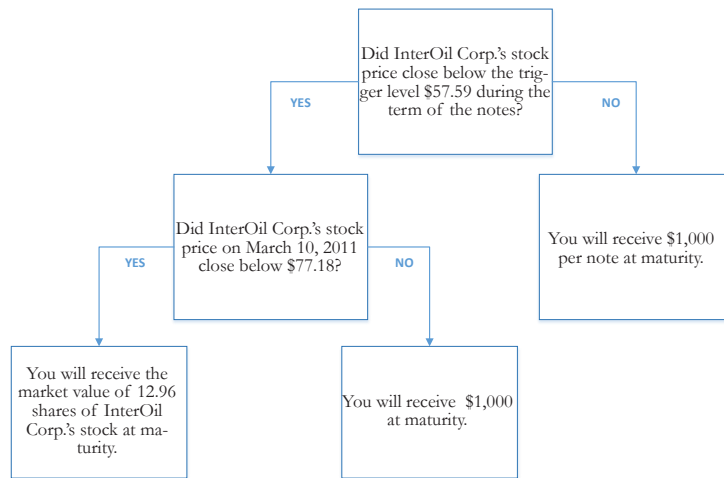 Did InterOil Corp.'s stock
price close below the trig-
ger level $57.59 during the
term of the notes?
YES
NO
Did InterOil Corp.'s stock
price on March 10, 2011
close below $77.18?
You will receive $1,000
per note at maturity.
YES
NO
You will receive the
market value of 12.96
shares of InterOil
Corp.'s stock at ma-
turity.
You will receive $1,000
at maturity.